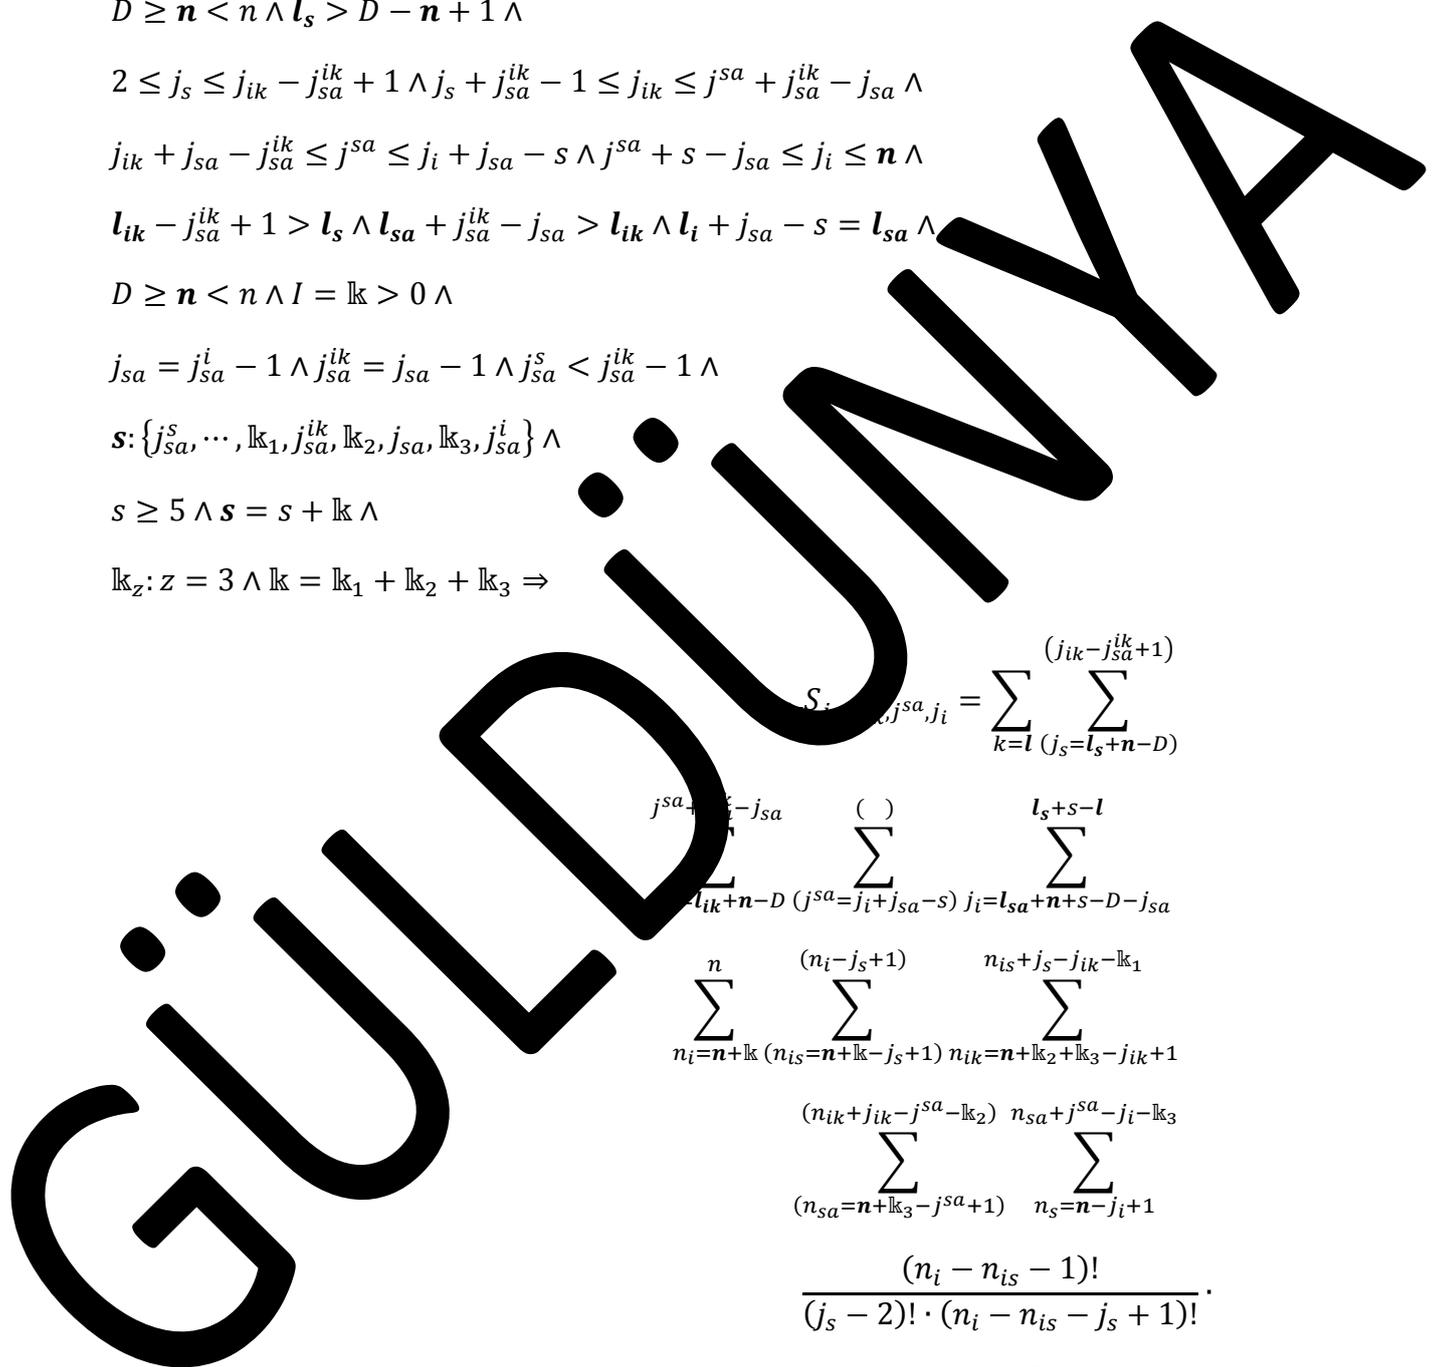 D ≥ 𝒏 < n ∧ 𝒍ₛ > D − 𝒏 + 1 ∧
2 ≤ j_s ≤ j_{ik} − j_{sa}^{ik} + 1 ∧ j_s + j_{sa}^{ik} − 1 ≤ j_{ik} ≤ j^{sa} + j_{sa}^{ik} − j_{sa} ∧
j_{ik} + j_{sa} − j_{sa}^{ik} ≤ j^{sa} ≤ j_i + j_{sa} − s ∧ j^{sa} + s − j_{sa} ≤ j_i ≤ 𝒏 ∧
𝒍_{ik} − j_{sa}^{ik} + 1 > 𝒍_s ∧ 𝒍_{sa} + j_{sa}^{ik} − j_{sa} > 𝒍_{ik} ∧ 𝒍_i + j_{sa} − s = 𝒍_{sa} ∧
D ≥ 𝒏 < n ∧ I = 𝕜 > 0 ∧
j_{sa} = j_{sa}^i − 1 ∧ j_{sa}^{ik} = j_{sa} − 1 ∧ j_{sa}^s < j_{sa}^{ik} − 1 ∧
𝒔: {j_{sa}^s, ⋯, 𝕜_1, j_{sa}^{ik}, 𝕜_2, j_{sa}, 𝕜_3, j_{sa}^i} ∧
s ≥ 5 ∧ 𝒔 = s + 𝕜 ∧
𝕜_z: z = 3 ∧ 𝕜 = 𝕜_1 + 𝕜_2 + 𝕜_3 ⇒
(j_{ik}−j_{sa}^{ik}+1)
,j^{sa},j_i = ∑ ∑
k=𝒍 (j_s=𝒍_s+𝒏−D)
−j_{sa} ( ) 𝒍_s+s−𝒍
∑ ∑ ∑
𝒍_{ik}+𝒏−D (j^{sa}=j_i+j_{sa}−s) j_i=𝒍_{sa}+𝒏+s−D−j_{sa}
n (n_i−j_s+1) n_{is}+j_s−j_{ik}−𝕜_1
∑ ∑ ∑
n_i=𝒏+𝕜 (n_{is}=𝒏+𝕜−j_s+1) n_{ik}=𝒏+𝕜_2+𝕜_3−j_{ik}+1
(n_{ik}+j_{ik}−j^{sa}−𝕜_2) n_{sa}+j^{sa}−j_i−𝕜_3
∑ ∑
(n_{sa}=𝒏+𝕜_3−j^{sa}+1) n_s=𝒏−j_i+1
(n_i − n_{is} − 1)!
(j_s − 2)! · (n_i − n_{is} − j_s + 1)! ·
GÜLDÜNYA